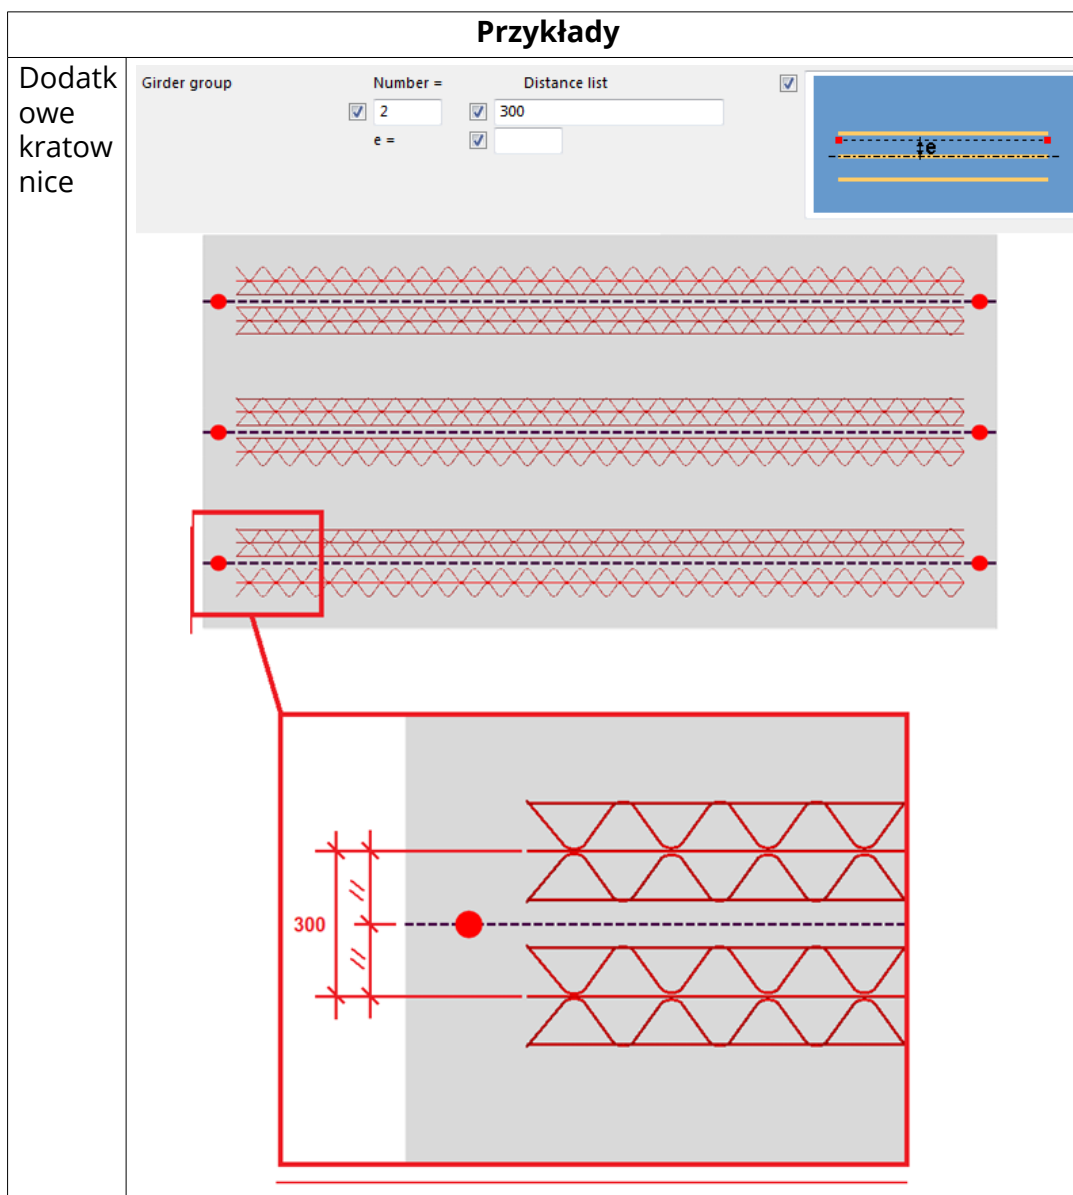 Przykłady
Dodatk
owe
kratow
nice
Girder group
Number =
Distance list
2
300
e =
e
300